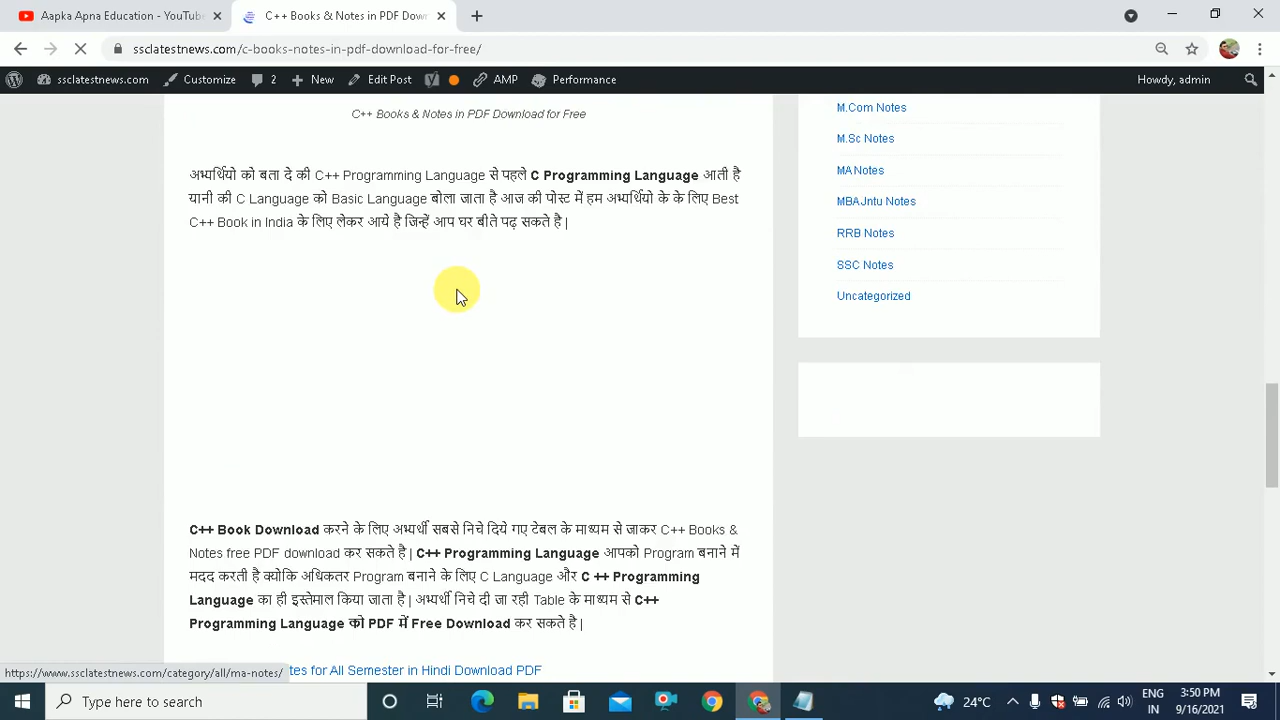 Aapka Apna Education - YouTube
C++ Books & Notes in PDF Dow
ssclatestnews.com/c-books-notes-in-pdf-download-for-free/
ssclatestnews.com Customize 2 New Edit Post AMP Performance Howdy, admin
C++ Books & Notes in PDF Download for Free
अभ्यर्थियो को बता दे की C++ Programming Language से पहले C Programming Language आती है
यानी की C Language को Basic Language बोला जाता है आज की पोस्ट में हम अभ्यर्थियो के के लिए Best
C++ Book in India के लिए लेकर आये है जिन्हें आप घर बीते पढ़ सकते है |
C++ Book Download करने के लिए अभ्यर्थी सबसे निचे दिये गए टेबल के माध्यम से जाकर C++ Books &
Notes free PDF download कर सकते है | C++ Programming Language आपको Program बनाने में
मदद करती है क्योकि अधिकतर Program बनाने के लिए C Language और C ++ Programming
Language का ही इस्तेमाल किया जाता है | अभ्यर्थी निचे दी जा रही Table के माध्यम से C++
Programming Language को PDF में Free Download कर सकते है |
tes for All Semester in Hindi Download PDF
M.Com Notes
M.Sc Notes
MA Notes
MBA Jntu Notes
RRB Notes
SSC Notes
Uncategorized
https://www.ssclatestnews.com/category/all/ma-notes/
Type here to search
24°C
ENG
IN
3:50 PM
9/16/2021